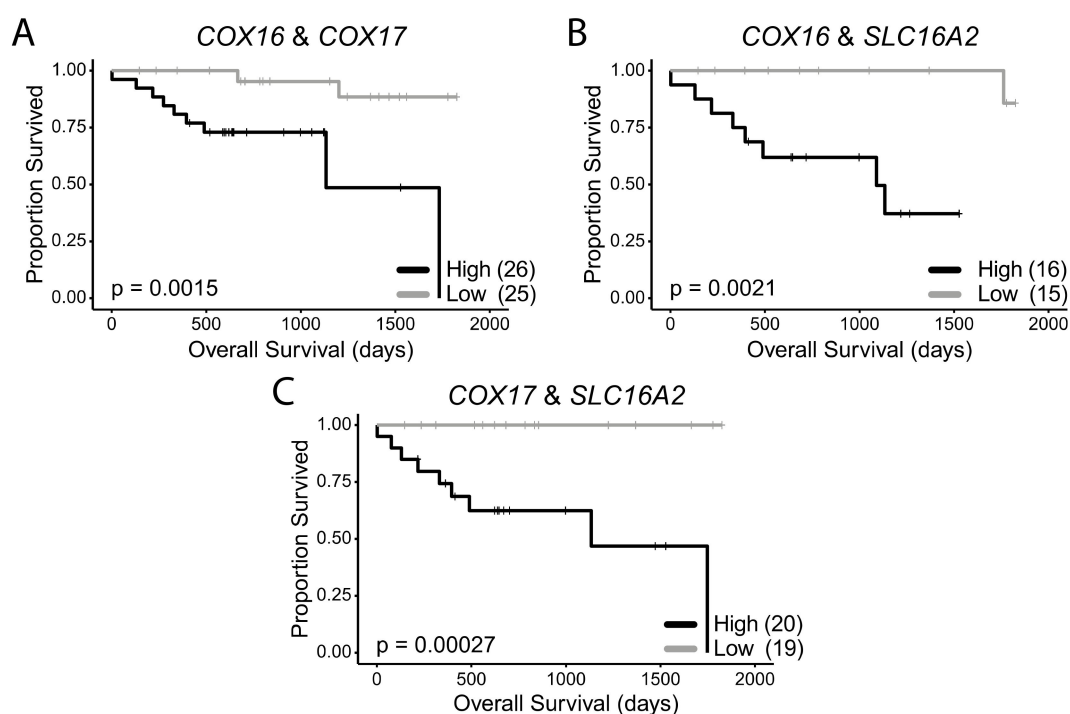 A
COX16 & COX17
Proportion Survived
1.00
0.75
0.50
0.25
0.00
p = 0.0015
High (26)
Low (25)
0 500 1000 1500 2000
Overall Survival (days)
B
COX16 & SLC16A2
Proportion Survived
1.00
0.75
0.50
0.25
0.00
p = 0.0021
High (16)
Low (15)
0 500 1000 1500 2000
Overall Survival (days)
C
COX17 & SLC16A2
Proportion Survived
1.00
0.75
0.50
0.25
0.00
p = 0.00027
High (20)
Low (19)
0 500 1000 1500 2000
Overall Survival (days)